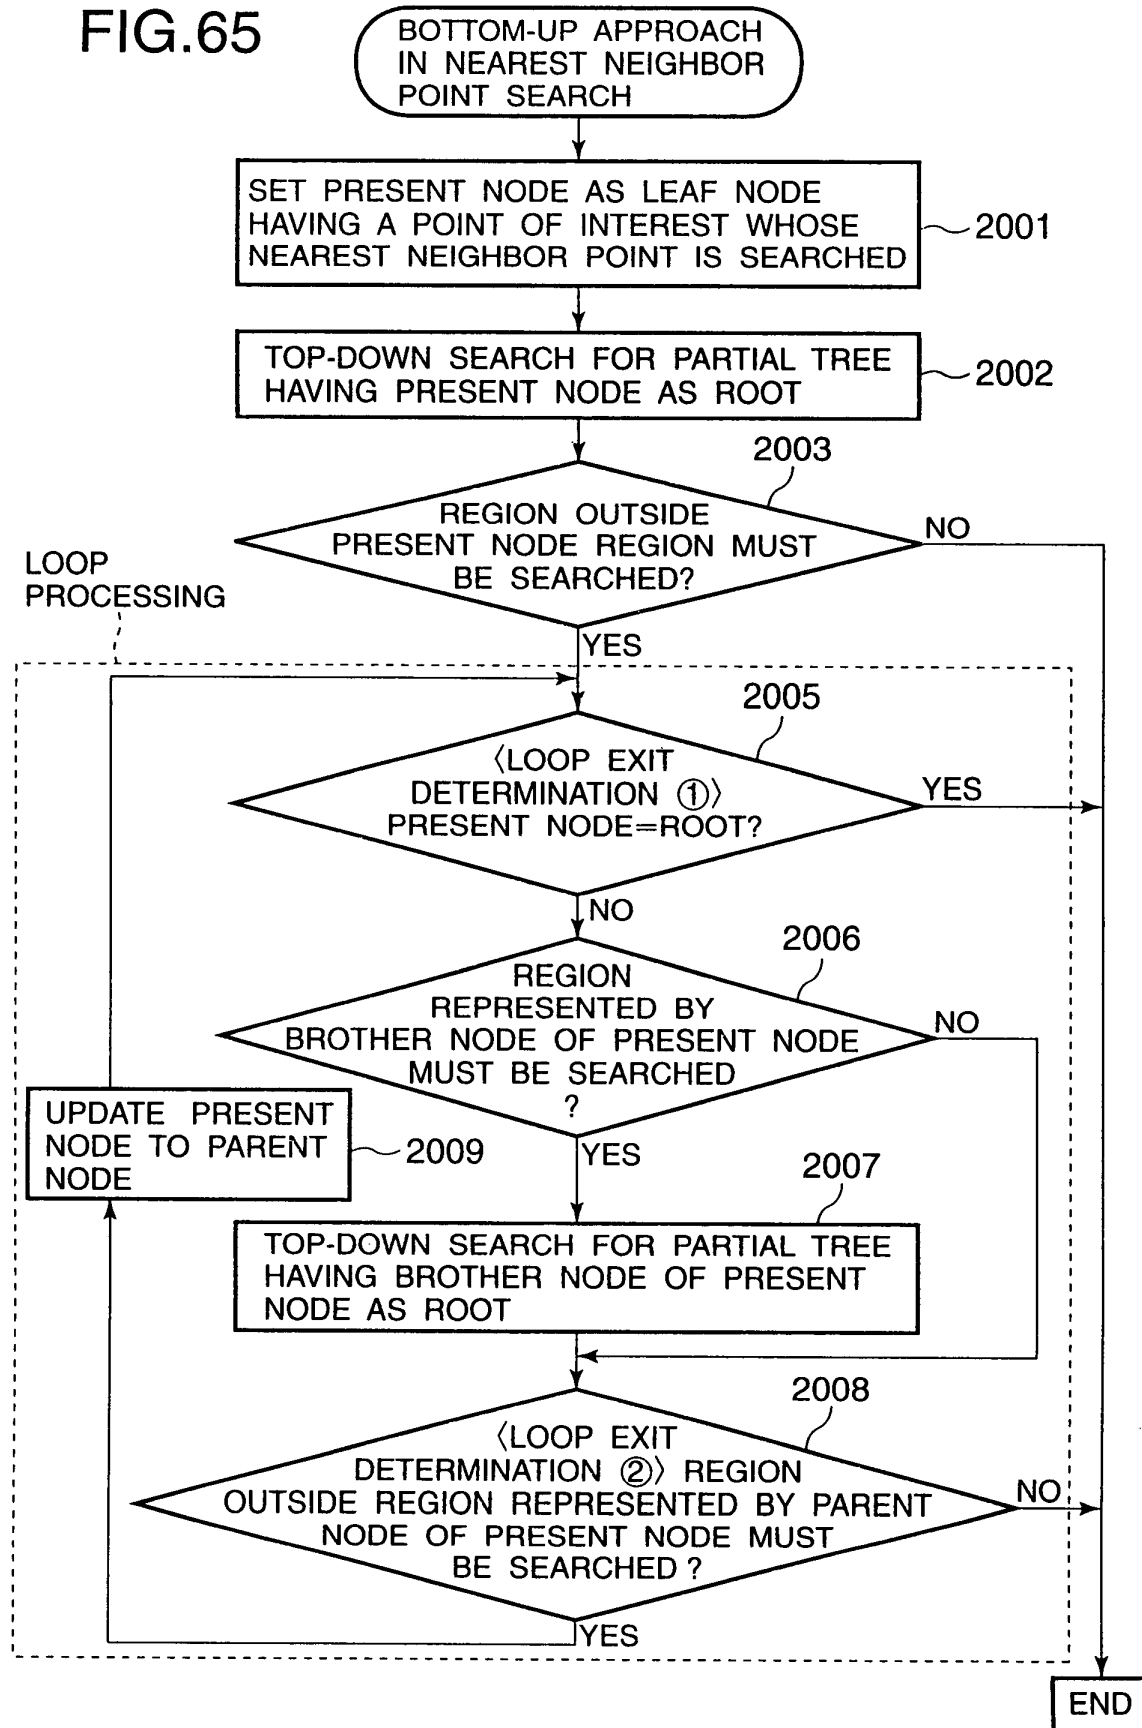 FIG.65
BOTTOM-UP APPROACH
IN NEAREST NEIGHBOR
POINT SEARCH
SET PRESENT NODE AS LEAF NODE
HAVING A POINT OF INTEREST WHOSE
NEAREST NEIGHBOR POINT IS SEARCHED
2001
TOP-DOWN SEARCH FOR PARTIAL TREE
HAVING PRESENT NODE AS ROOT
2002
2003
REGION OUTSIDE
PRESENT NODE REGION MUST
BE SEARCHED?
NO
LOOP
PROCESSING
YES
2005
〈LOOP EXIT
DETERMINATION ①〉
PRESENT NODE=ROOT?
YES
NO
2006
REGION
REPRESENTED BY
BROTHER NODE OF PRESENT NODE
MUST BE SEARCHED
?
NO
UPDATE PRESENT
NODE TO PARENT
NODE
2009
YES
2007
TOP-DOWN SEARCH FOR PARTIAL TREE
HAVING BROTHER NODE OF PRESENT
NODE AS ROOT
2008
〈LOOP EXIT
DETERMINATION ②〉 REGION
OUTSIDE REGION REPRESENTED BY PARENT
NODE OF PRESENT NODE MUST
BE SEARCHED?
NO
YES
END